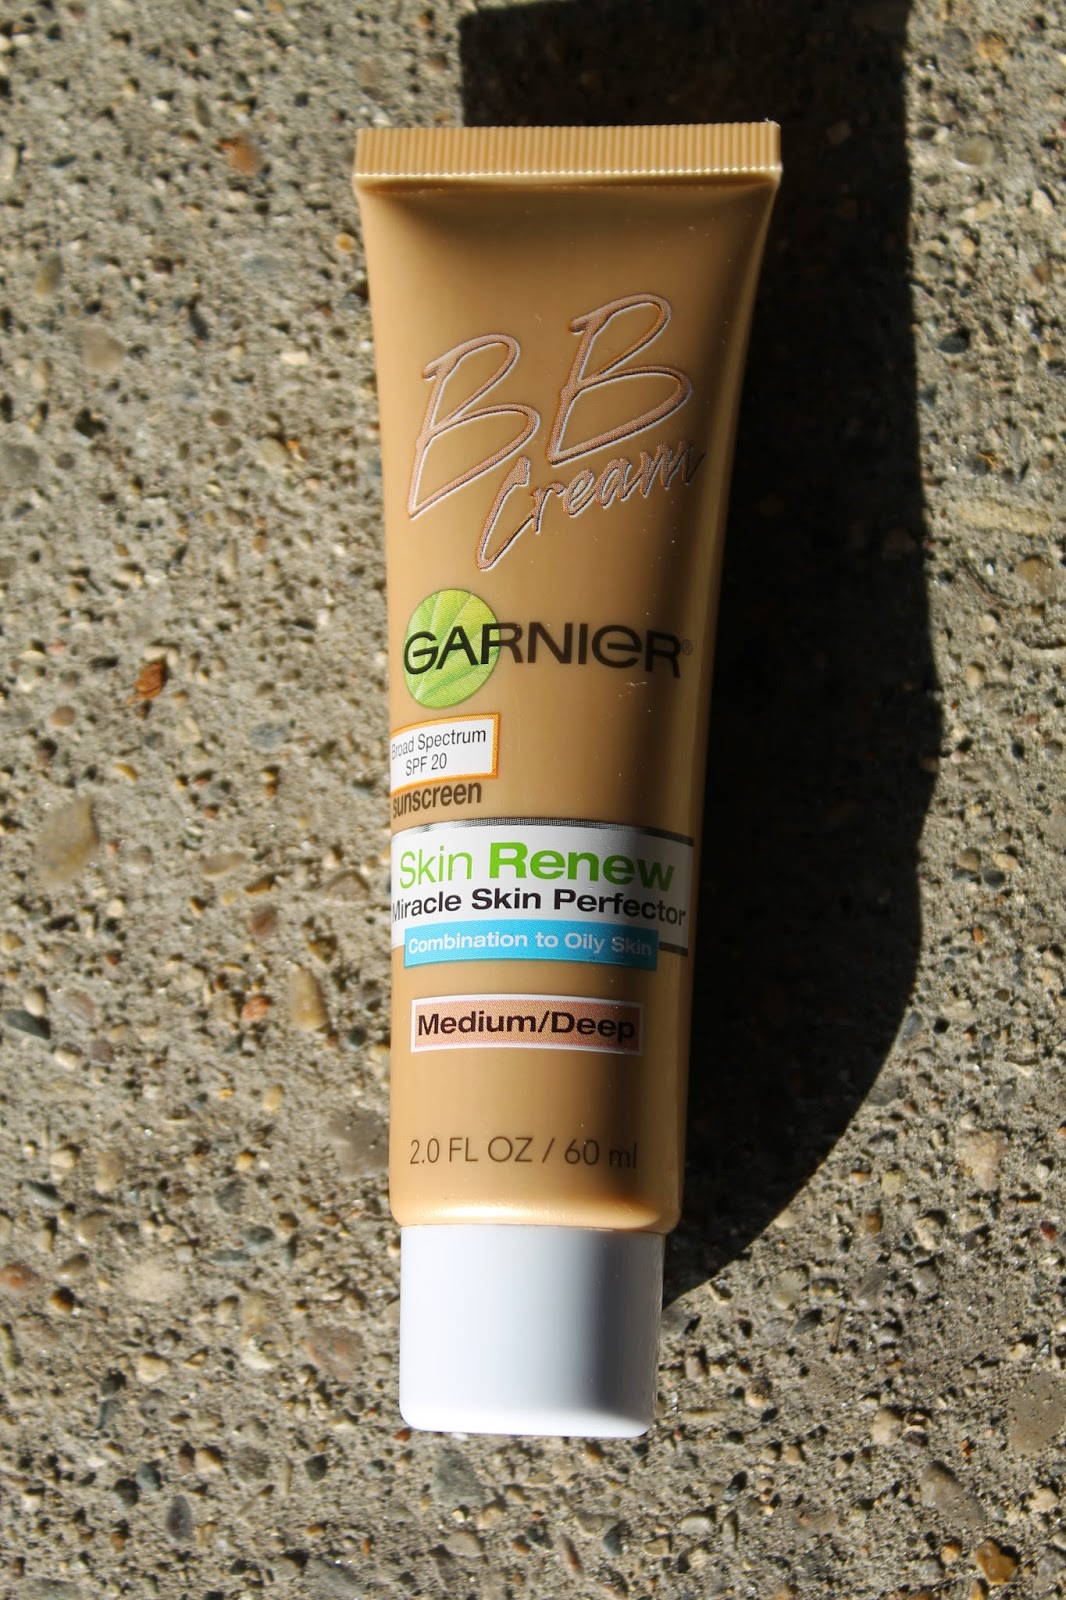 BB
Cream
GARNIER®
Broad Spectrum
SPF 20
sunscreen
Skin Renew
Miracle Skin Perfector
Combination to Oily Skin
Medium/Deep
2.0 FL OZ / 60 ml